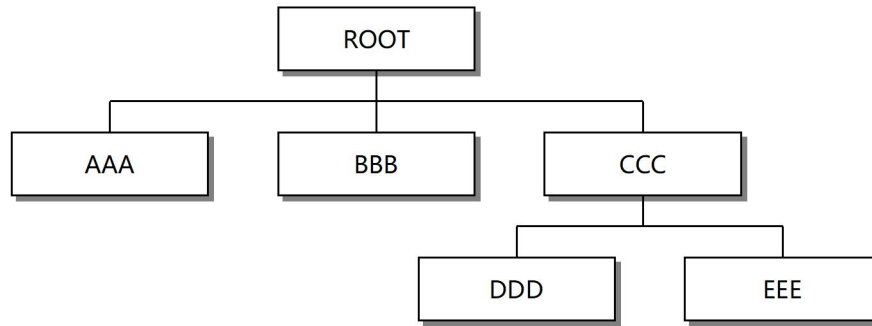 ROOT
AAA
BBB
CCC
DDD
EEE